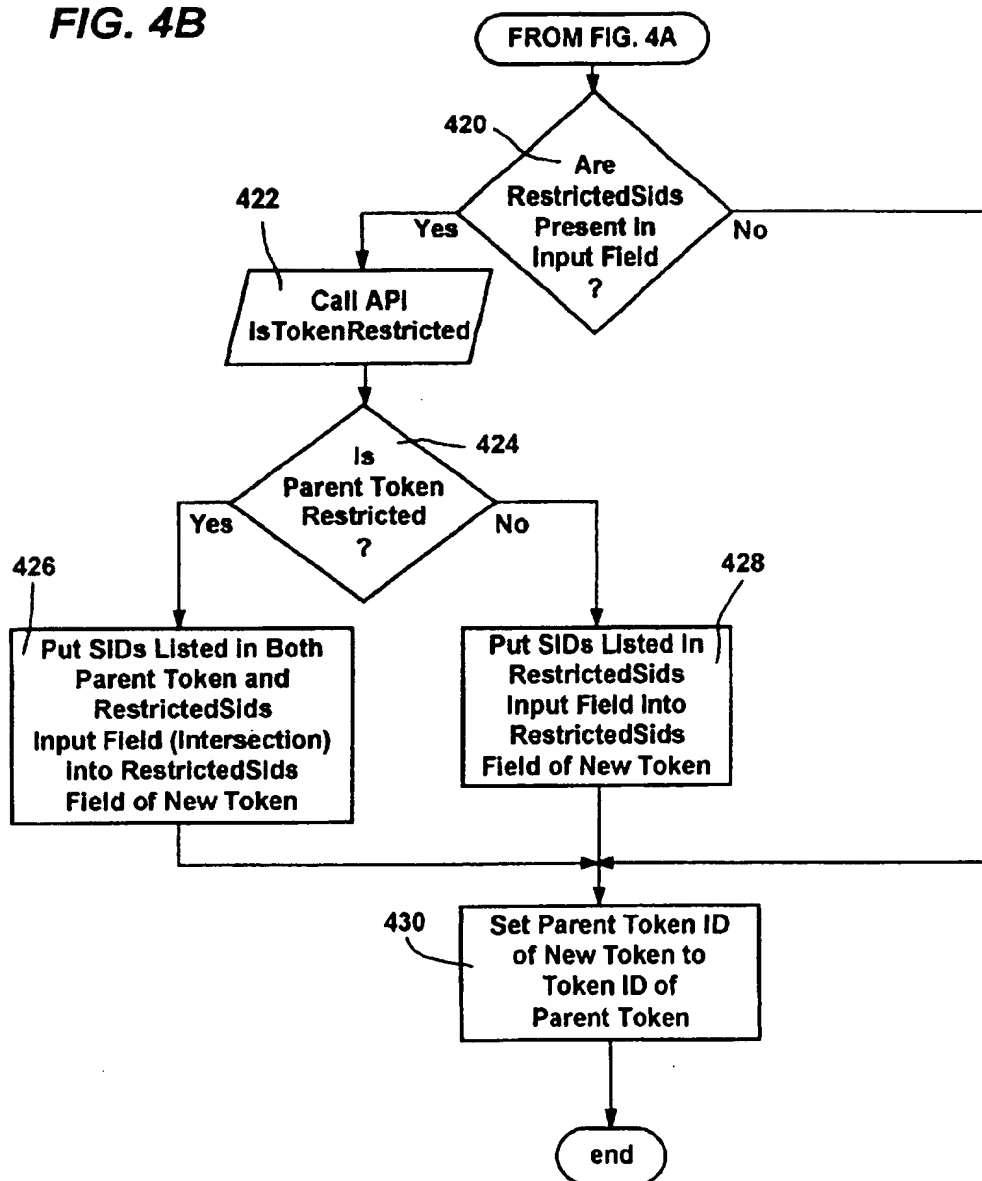 FIG. 4B
FROM FIG. 4A
420
Are
RestrictedSids
Present in
Input Field
?
Yes
No
422
Call API
IsTokenRestricted
424
Is
Parent Token
Restricted
?
Yes
No
426
Put SIDs Listed in Both
Parent Token and
RestrictedSids
Input Field (Intersection)
into RestrictedSids
Field of New Token
428
Put SIDs Listed in
RestrictedSids
Input Field into
RestrictedSids
Field of New Token
430
Set Parent Token ID
of New Token to
Token ID of
Parent Token
end